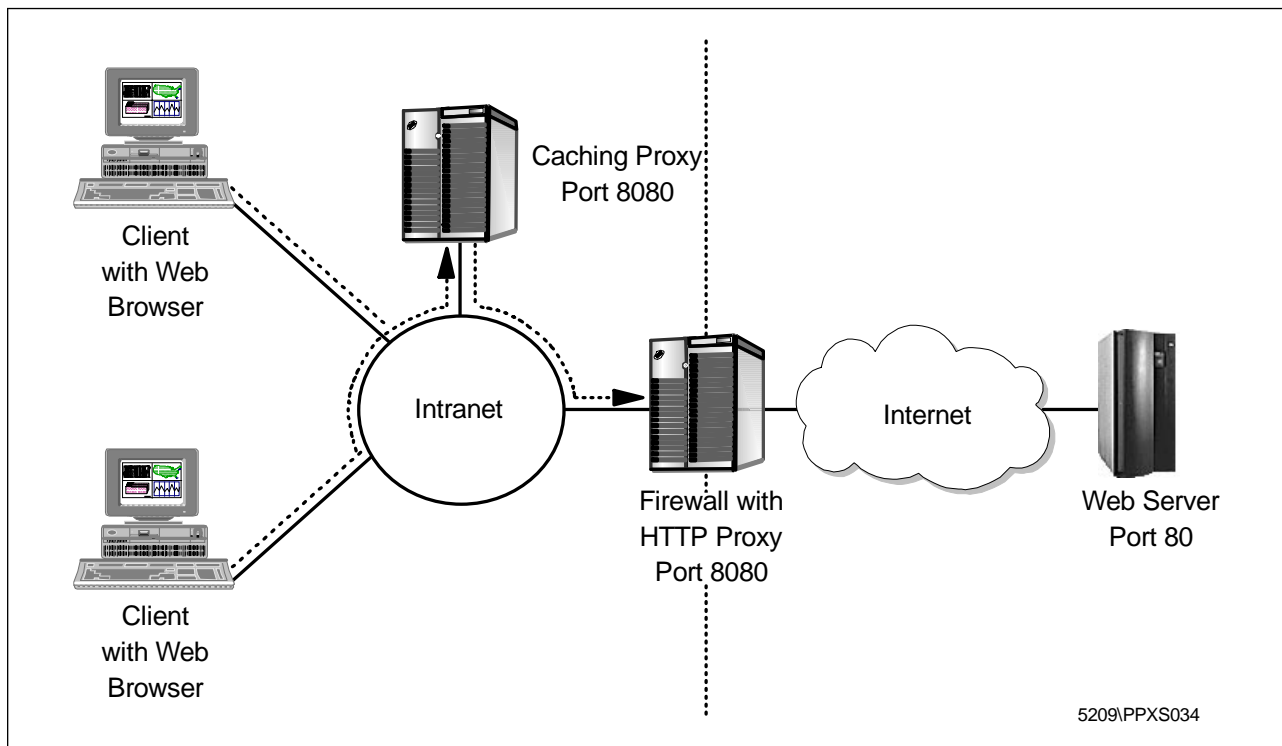 Client
with Web
Browser
Caching Proxy
Port 8080
Intranet
Client
with Web
Browser
Firewall with
HTTP Proxy
Port 8080
Internet
Web Server
Port 80
5209\PPXS034